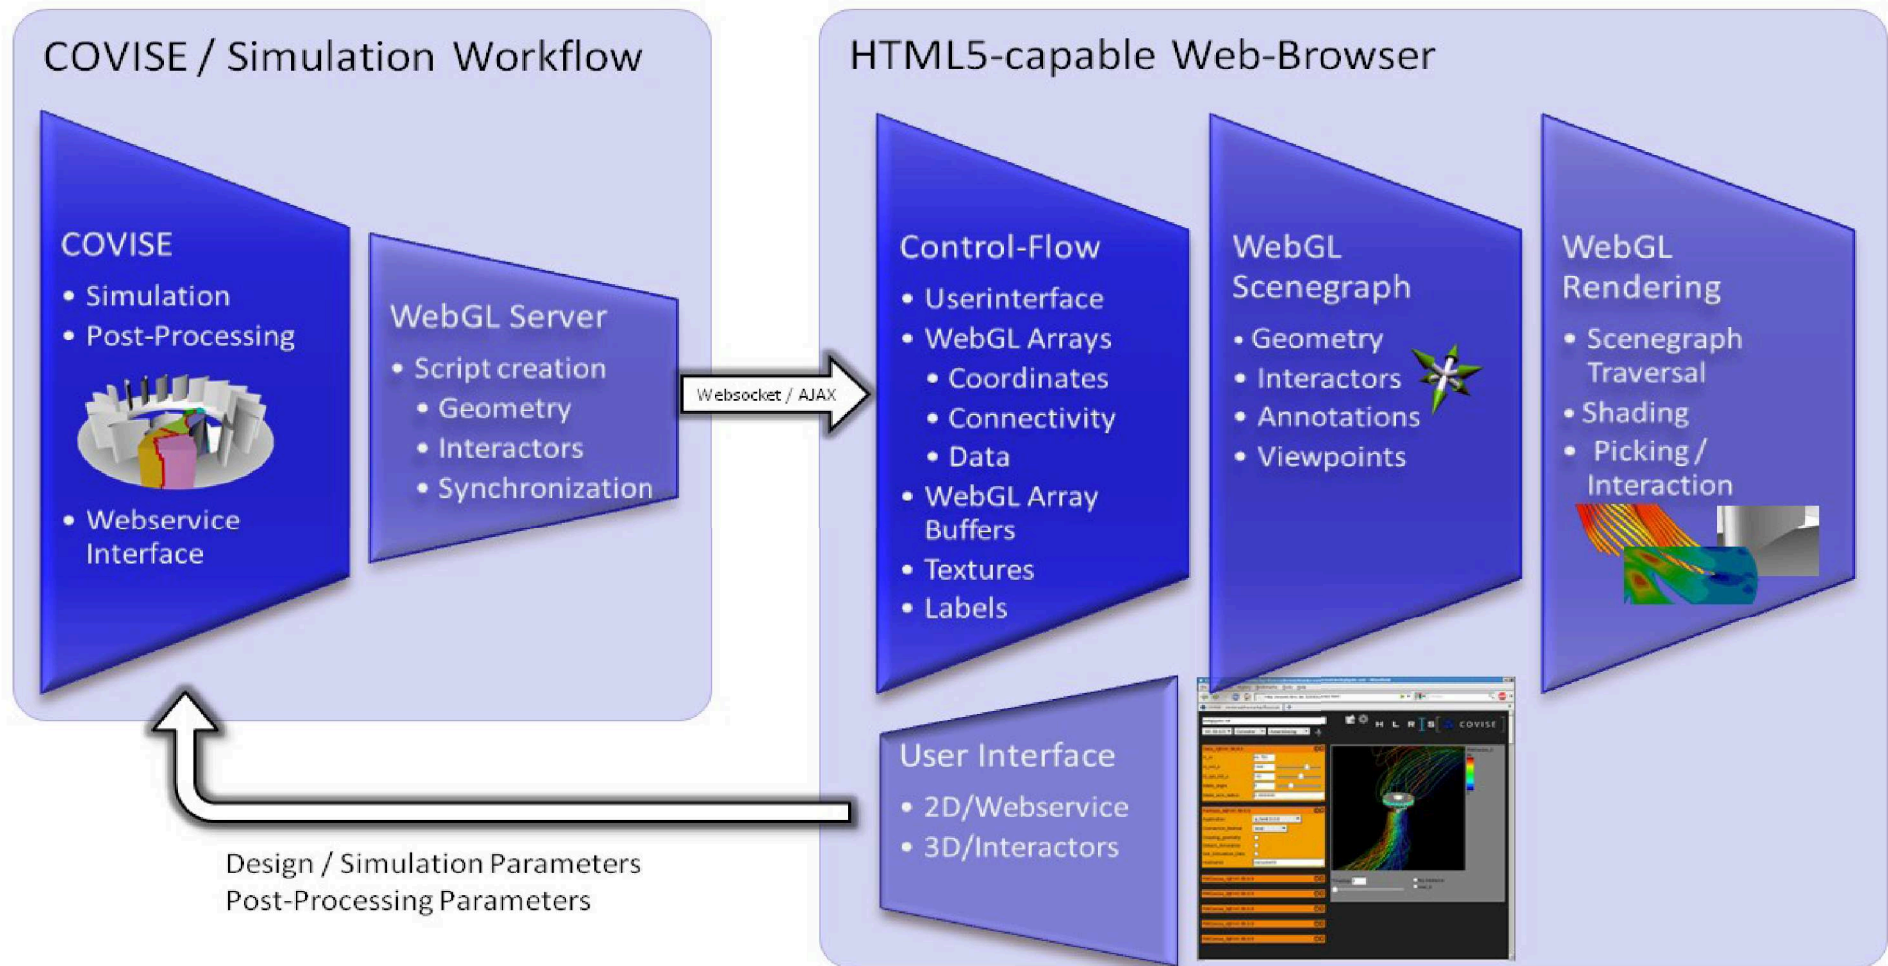 COVISE / Simulation Workflow
COVISE
• Simulation
• Post-Processing
• Webservice
Interface
WebGL Server
• Script creation
• Geometry
• Interactors
• Synchronization
Websocket / AJAX
HTML5-capable Web-Browser
Control-Flow
• Userinterface
• WebGL Arrays
• Coordinates
• Connectivity
• Data
• WebGL Array
Buffers
• Textures
• Labels
WebGL
Scenegraph
• Geometry
• Interactors
• Annotations
• Viewpoints
WebGL
Rendering
• Scenegraph
Traversal
• Shading
• Picking /
Interaction
User Interface
• 2D/Webservice
• 3D/Interactors
H L R S
COVISE
Design / Simulation Parameters
Post-Processing Parameters